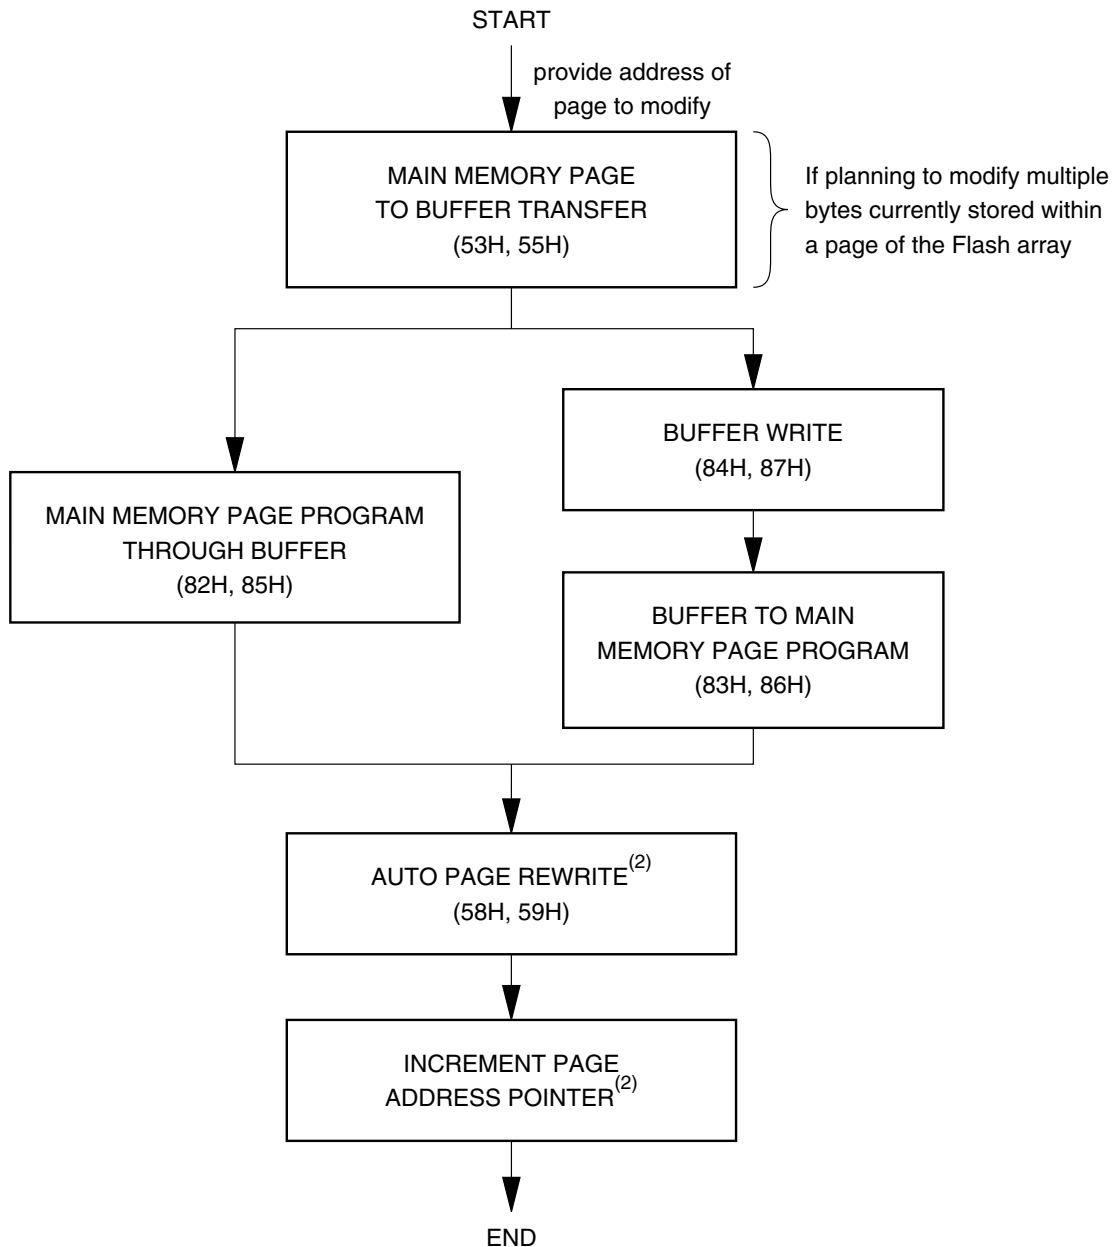 START
provide address of
page to modify
MAIN MEMORY PAGE
TO BUFFER TRANSFER
(53H, 55H)
If planning to modify multiple
bytes currently stored within
a page of the Flash array
BUFFER WRITE
(84H, 87H)
MAIN MEMORY PAGE PROGRAM
THROUGH BUFFER
(82H, 85H)
BUFFER TO MAIN
MEMORY PAGE PROGRAM
(83H, 86H)
AUTO PAGE REWRITE(2)
(58H, 59H)
INCREMENT PAGE
ADDRESS POINTER(2)
END